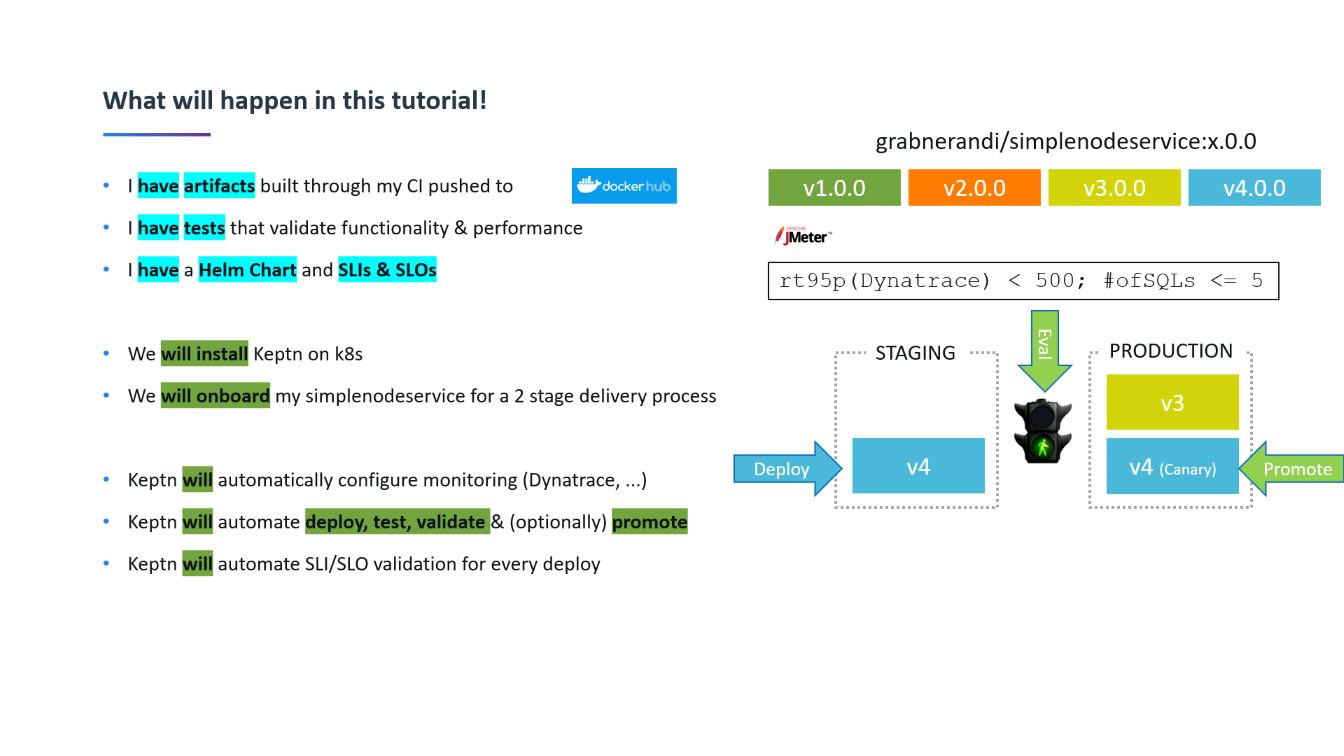 What will happen in this tutorial!
• I have artifacts built through my CI pushed to
docker hub
• I have tests that validate functionality & performance
• I have a Helm Chart and SLIs & SLOs
• We will install Keptn on k8s
• We will onboard my simplenodeservice for a 2 stage delivery process
• Keptn will automatically configure monitoring (Dynatrace, ...)
• Keptn will automate deploy, test, validate & (optionally) promote
• Keptn will automate SLI/SLO validation for every deploy
grabnerandi/simplenodeservice:x.0.0
v1.0.0 v2.0.0 v3.0.0 v4.0.0
APACHE
JMeter™
rt95p(Dynatrace) < 500; #ofSQLs <= 5
Eval
STAGING
PRODUCTION
v3
Deploy
v4
v4 (Canary)
Promote